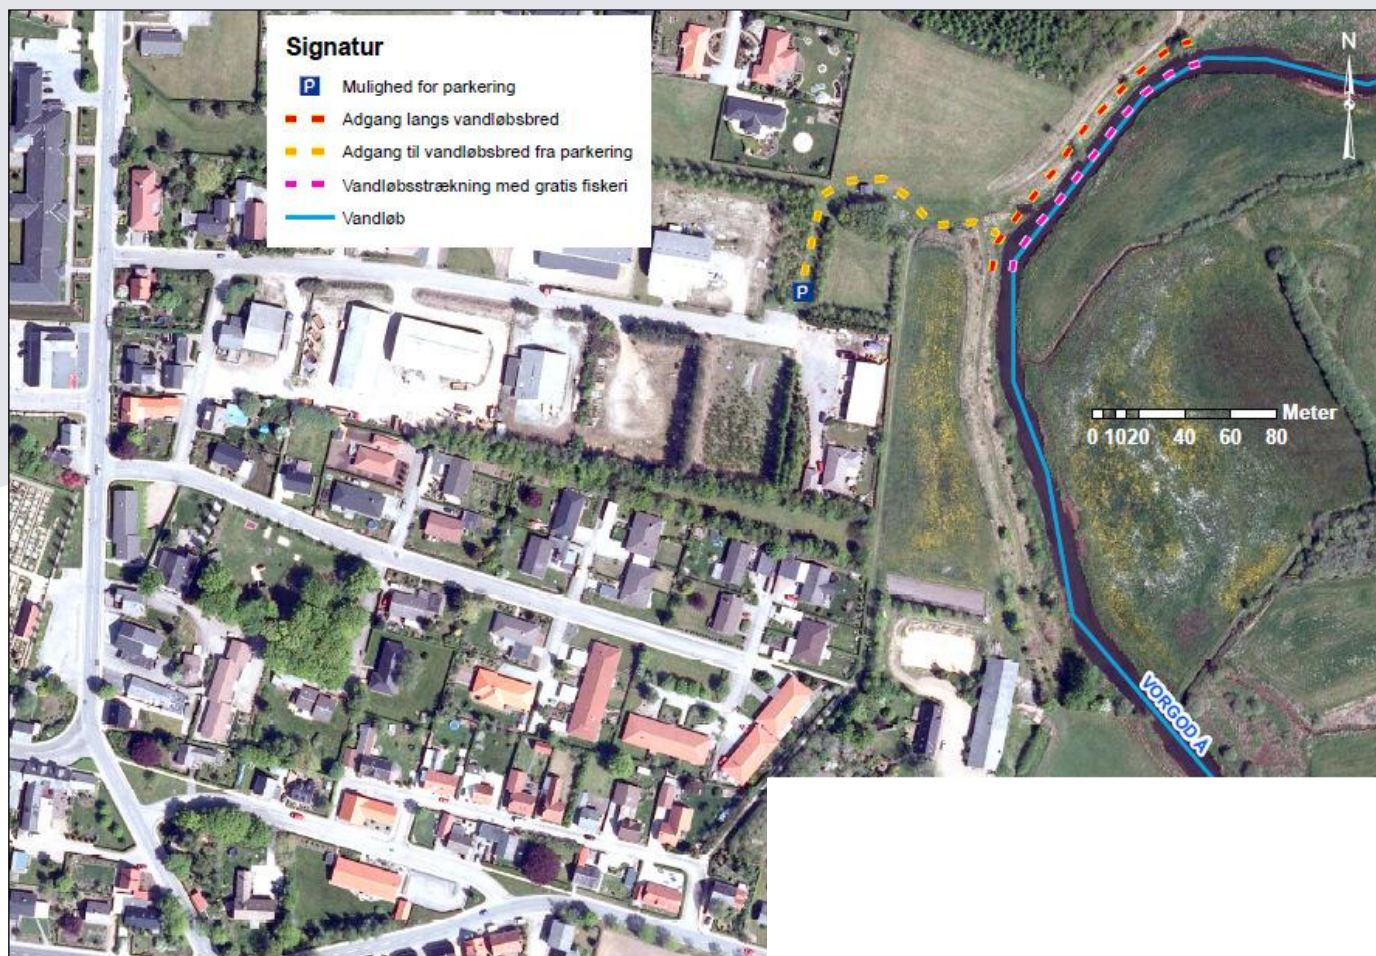 Signatur
P Mulighed for parkering
Adgang langs vandløbsbred
Adgang til vandløbsbred fra parkering
Vandløbsstrækning med gratis fiskeri
Vandløb
N
P
Meter
0 10 20 40 60 80
VORGOD A